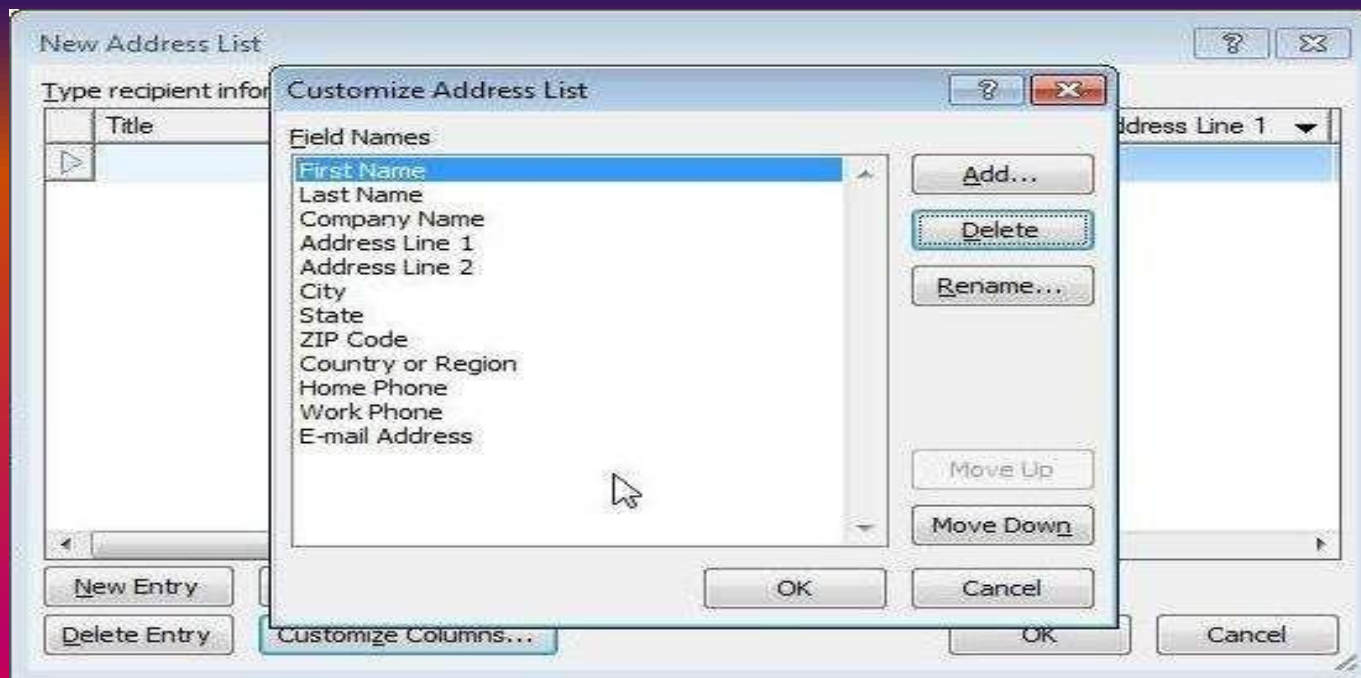 New Address List
Type recipient infor
Customize Address List
Title
ddress Line 1
Field Names
First Name
Last Name
Company Name
Address Line 1
Address Line 2
City
State
ZIP Code
Country or Region
Home Phone
Work Phone
E-mail Address
Add...
Delete
Rename...
Move Up
Move Down
OK Cancel
New Entry
Delete Entry Customize Columns... OK Cancel